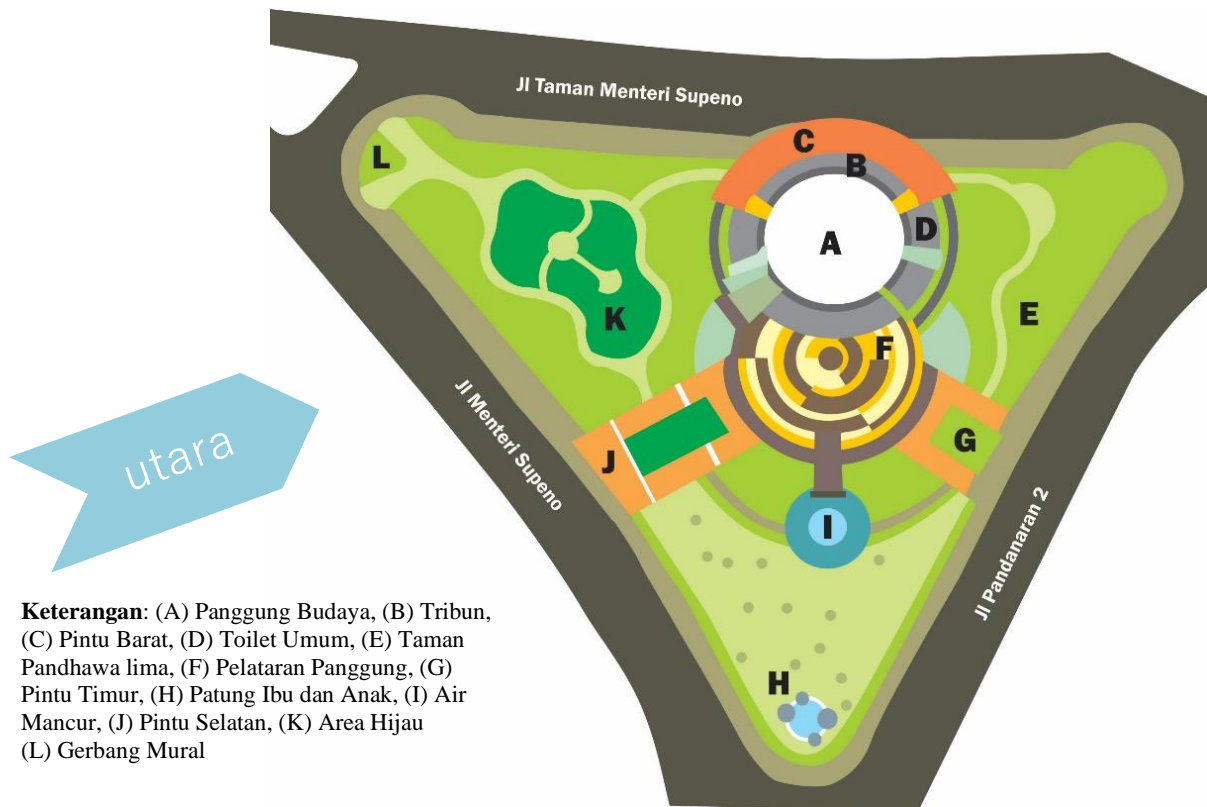 Jl Taman Menteri Supeno
C
B
L
A
D
E
K
F
utara
Jl Menteri Supeno
G
J
I
Jl Pandanaran 2
H
Keterangan: (A) Panggung Budaya, (B) Tribun,
(C) Pintu Barat, (D) Toilet Umum, (E) Taman
Pandhawa lima, (F) Pelataran Panggung, (G)
Pintu Timur, (H) Patung Ibu dan Anak, (I) Air
Mancur, (J) Pintu Selatan, (K) Area Hijau
(L) Gerbang Mural